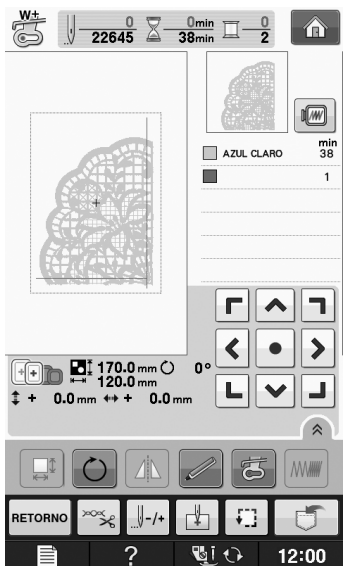 W+
0
22645
0min
38min
0
2
min
AZUL CLARO 38
1
170.0 mm 0°
120.0 mm
+ 0.0 mm + 0.0 mm
RETORNO
-/+
?
12:00